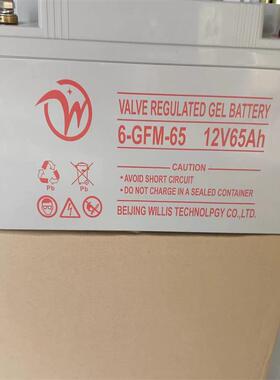 W
VALVE REGULATED GEL BATTERY
6-GFM-65 12V65Ah
CAUTION
• AVOID SHORT CIRCUIT
• DO NOT CHARGE IN A SEALED CONTAINER
Pb Pb
BEIJING WILLIS TECHNOLPGY CO.,LTD.